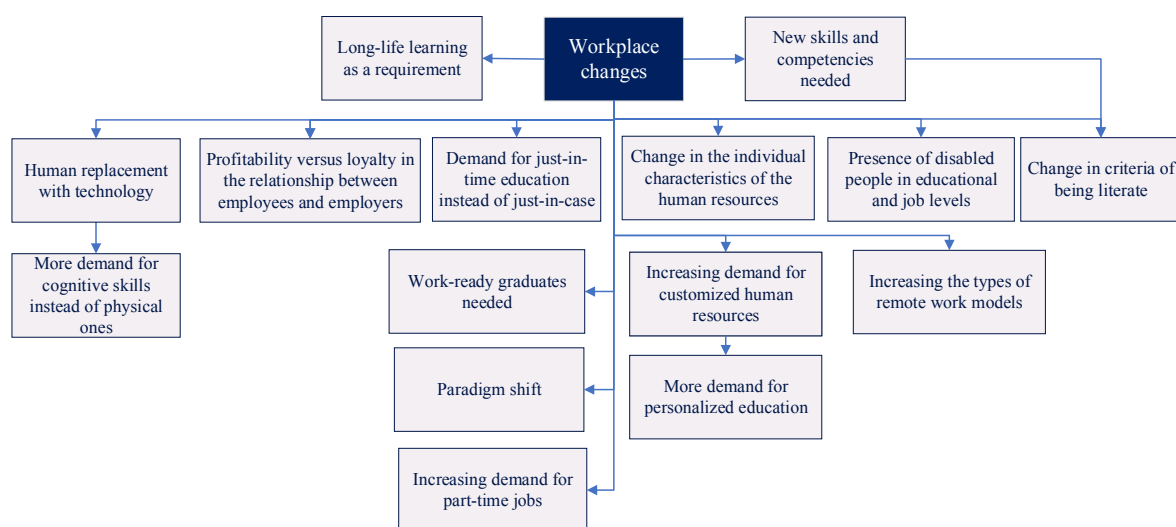 Long-life learning
as a requirement
Workplace
changes
New skills and
competencies
needed
Human replacement
with technology
Profitability versus loyalty in
the relationship between
employees and employers
Demand for just-in-
time education
instead of just-in-case
Change in the individual
characteristics of the
human resources
Presence of disabled
people in educational
and job levels
Change in criteria of
being literate
More demand for
cognitive skills
instead of physical
ones
Work-ready graduates
needed
Increasing demand for
customized human
resources
Increasing the types of
remote work models
Paradigm shift
More demand for
personalized education
Increasing demand for
part-time jobs